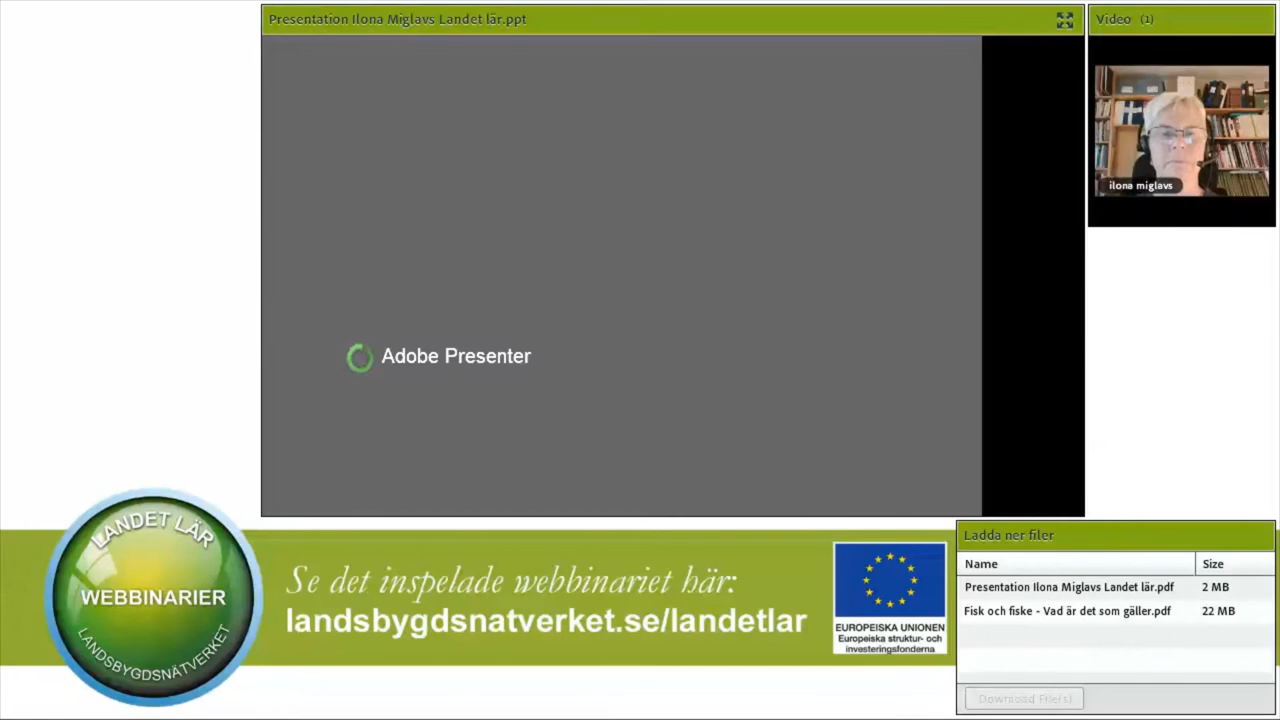 Presentation Ilona Miglavs Landet lär.ppt
Video (1)
ilona miglavs
Adobe Presenter
LANDET LÄR
WEBBINARIER
LANDSBYGDSNÄTVERKET
Se det inspelade webbinariet här:
landsbygdsnatverket.se/landetlar
EUROPEISKA UNIONEN
Europeiska struktur- och
investeringsfonderna
Ladda ner filer
Name Size
Presentation Ilona Miglavs Landet lär.pdf 2 MB
Fisk och fiske - Vad är det som gäller.pdf 22 MB
Download File(s)